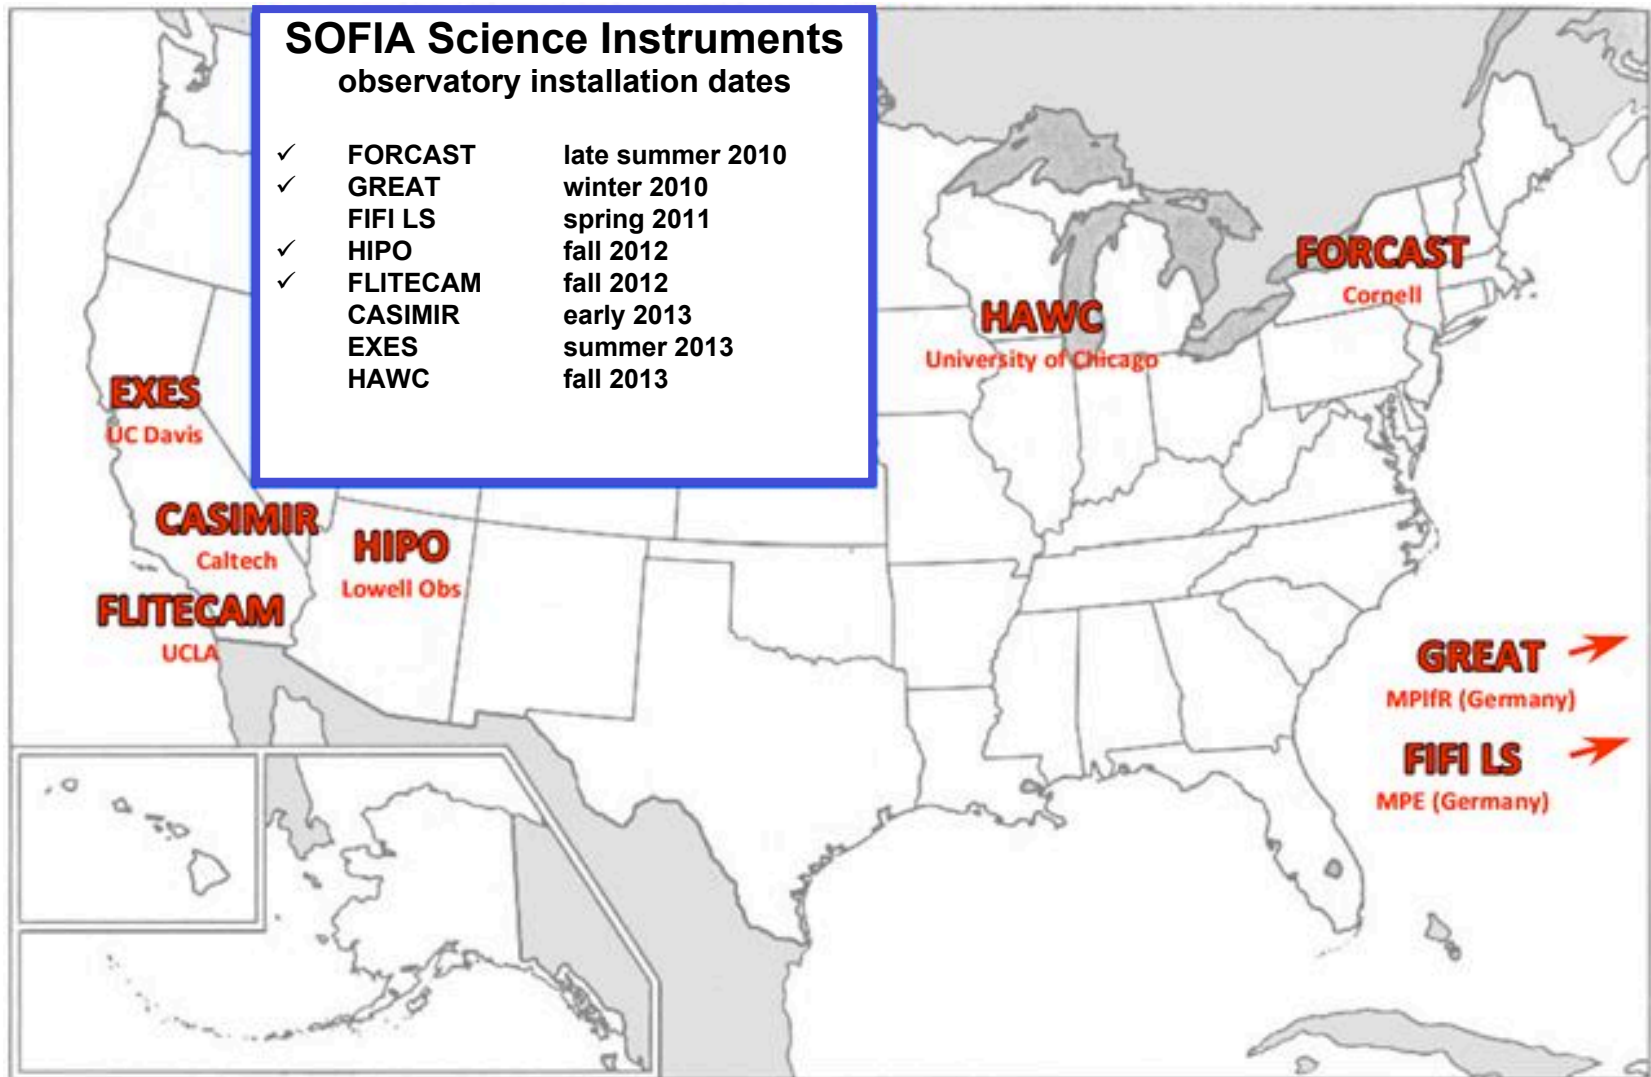 SOFIA Science Instruments
observatory installation dates
✓ FORCAST late summer 2010
✓ GREAT winter 2010
FIFI LS spring 2011
✓ HIPO fall 2012
✓ FLITECAM fall 2012
CASIMIR early 2013
EXES summer 2013
HAWC fall 2013
FORCAST
Cornell
HAWC
University of Chicago
EXES
UC Davis
CASIMIR
Caltech
HIPO
Lowell Obs
FLITECAM
UCLA
GREAT
MPIfR (Germany)
FIFI LS
MPE (Germany)